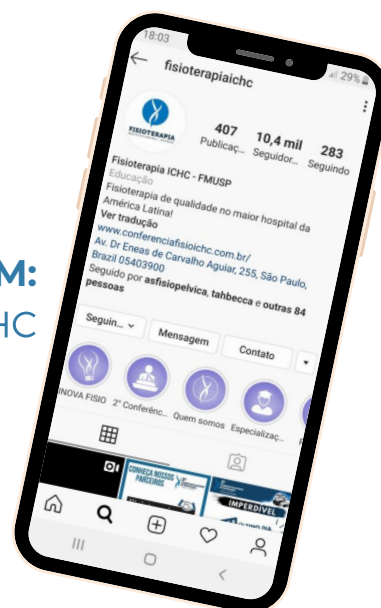 18:03
29%
fisioterapiaichc
FISIOTERAPIA
407
10,4 mil
283
Publicaç...
Seguidor...
Seguindo
Fisioterapia ICHC - FMUSP
Educação
Fisioterapia de qualidade no maior hospital da
América Latina!
Ver tradução
www.conferenciafisioichc.com.br/
Av. Dr Eneas de Carvalho Aguiar, 255, São Paulo,
Brazil 05403900
Seguido por asfisiopelvica, tahbecca e outras 84
pessoas
M:
HC
Seguin...
Mensagem
Contato
INOVA FISIO
2° Conferênc...
Quem somos
Especializaç...
CONHEÇA NOSSOS
PARCEIROS
IMPERDÍVEL